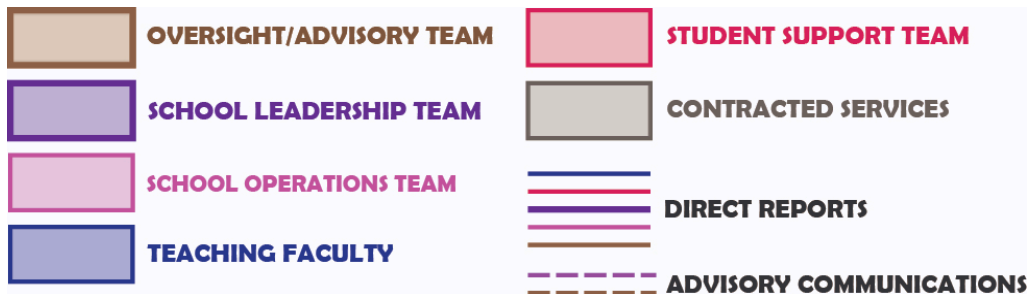 OVERSIGHT/ADVISORY TEAM
SCHOOL LEADERSHIP TEAM
SCHOOL OPERATIONS TEAM
TEACHING FACULTY
STUDENT SUPPORT TEAM
CONTRACTED SERVICES
DIRECT REPORTS
ADVISORY COMMUNICATIONS